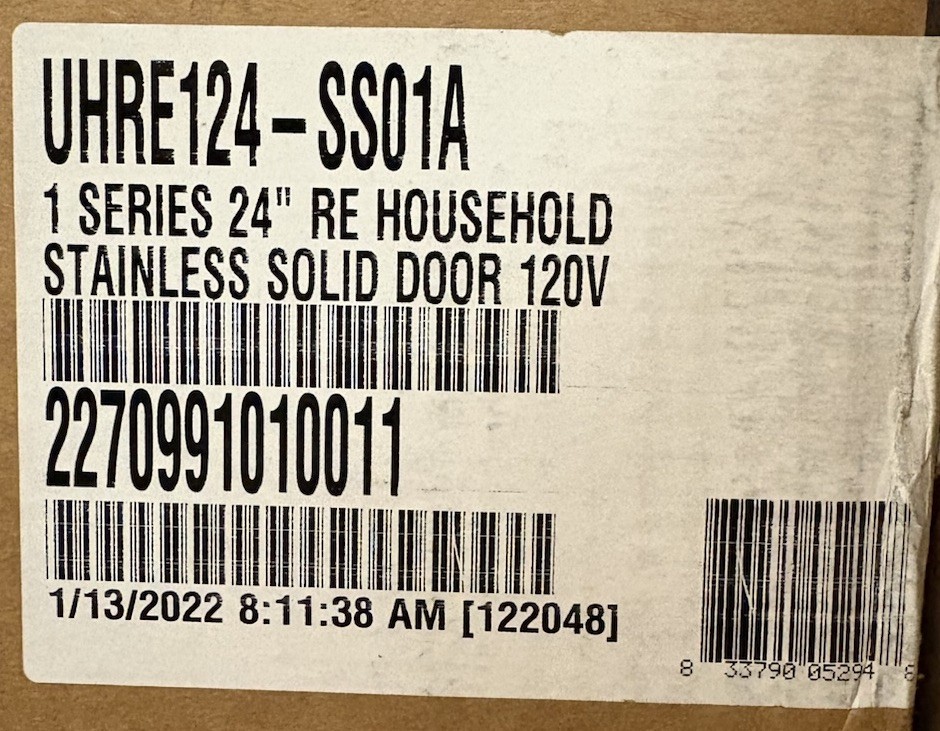 UHRE124-SS01A
1 SERIES 24" RE HOUSEHOLD
STAINLESS SOLID DOOR 120V
2270991010011
1/13/2022 8:11:38 AM [122048]
8 33790 05294 8